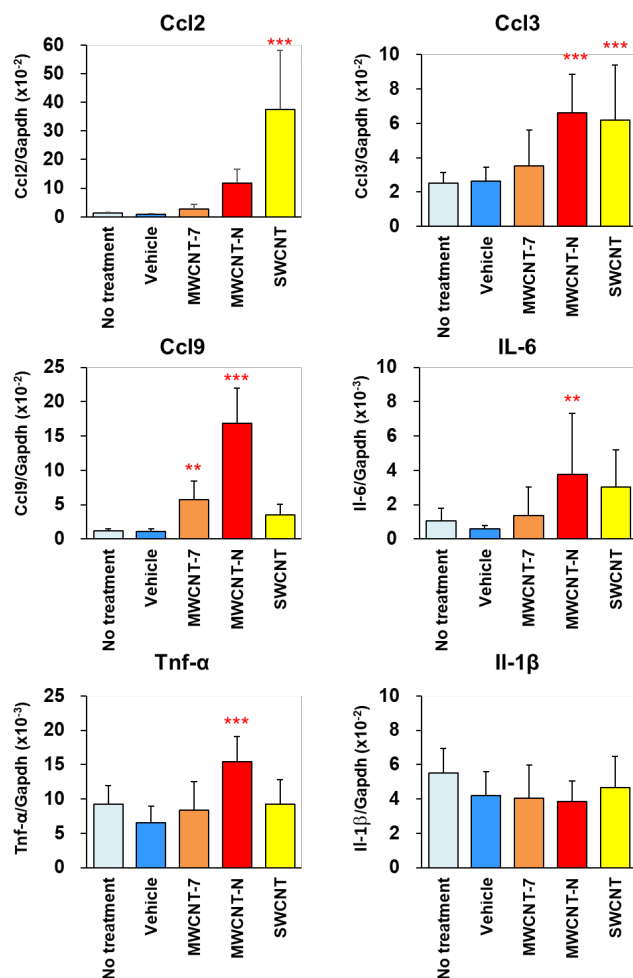 Ccl2
Ccl2/Gapdh (x10-2)
60
50
40
30
20
10
0
***
No treatment
Vehicle
MWCNT-7
MWCNT-N
SWCNT
Ccl3
Ccl3/Gapdh (x10-2)
10
8
6
4
2
0
***
***
No treatment
Vehicle
MWCNT-7
MWCNT-N
SWCNT
Ccl9
Ccl9/Gapdh (x10-2)
25
20
15
10
5
0
**
***
No treatment
Vehicle
MWCNT-7
MWCNT-N
SWCNT
IL-6
Il-6/Gapdh (x10-3)
10
8
6
4
2
0
**
No treatment
Vehicle
MWCNT-7
MWCNT-N
SWCNT
Tnf-α
Tnf-α/Gapdh (x10-3)
25
20
15
10
5
0
***
No treatment
Vehicle
MWCNT-7
MWCNT-N
SWCNT
Il-1β
Il-1β/Gapdh (x10-2)
10
8
6
4
2
0
No treatment
Vehicle
MWCNT-7
MWCNT-N
SWCNT